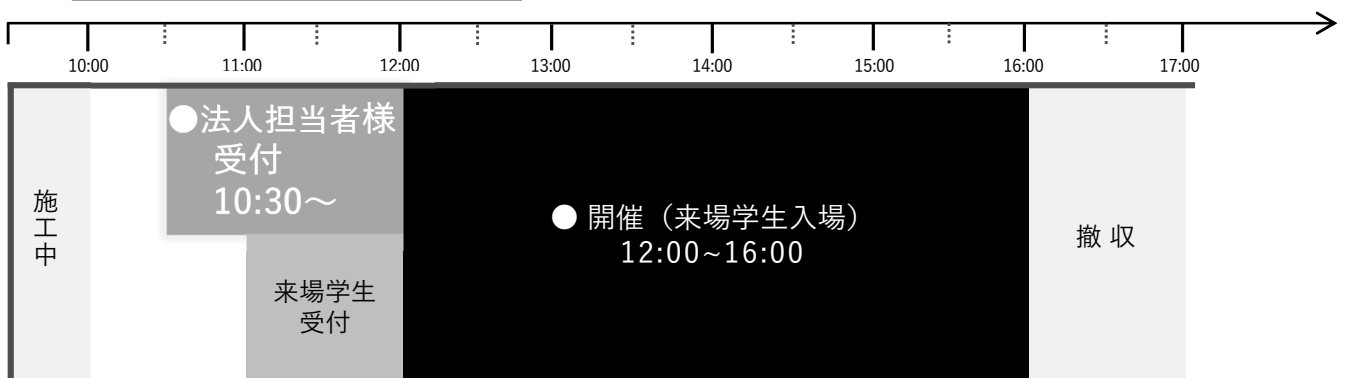 10:00
11:00
12:00
13:00
14:00
15:00
16:00
17:00
施工中
●法人担当者様
受付
10:30～
来場学生
受付
● 開催（来場学生入場）
12:00~16:00
撤 収